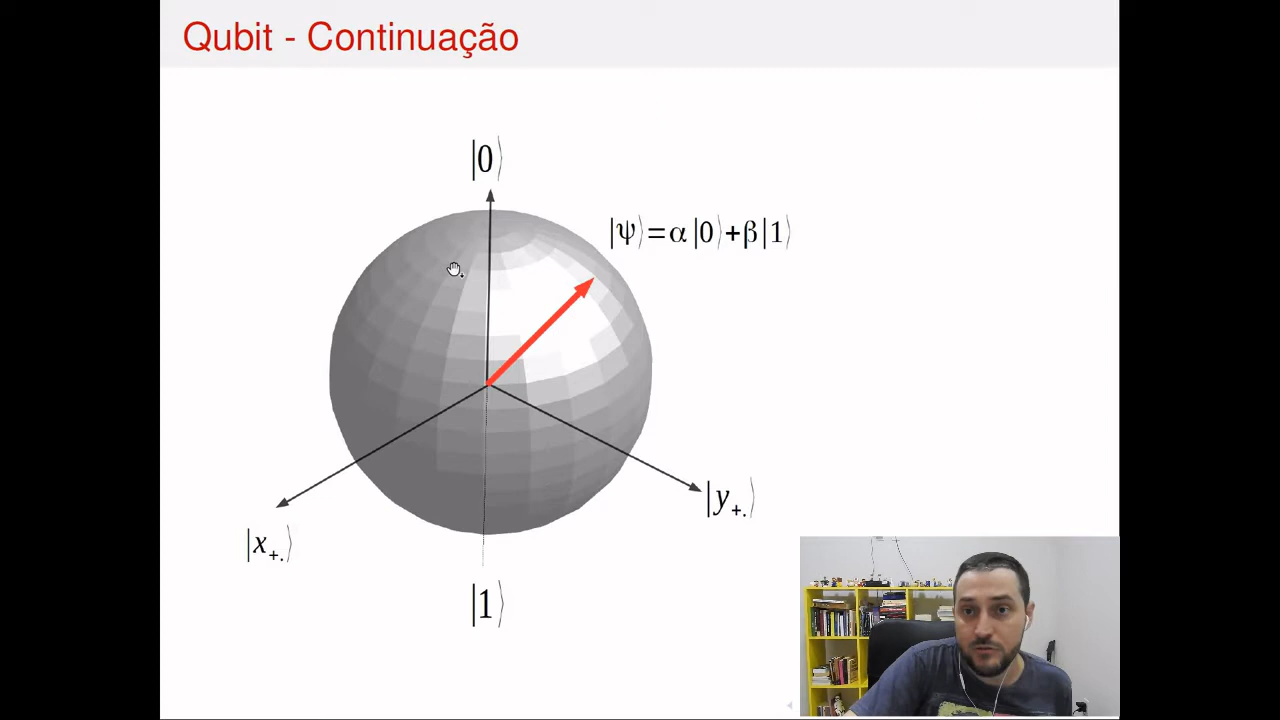 Qubit - Continuação
|0⟩
|ψ⟩=α|0⟩+β|1⟩
|y₊.⟩
|x₊.⟩
|1⟩